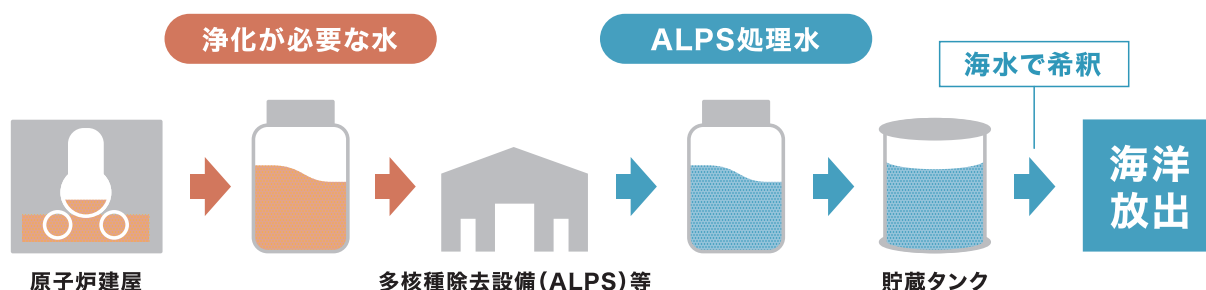 浄化が必要な水
ALPS処理水
海水で希釈
海洋
放出
原子炉建屋
多核種除去設備(ALPS)等
貯蔵タンク